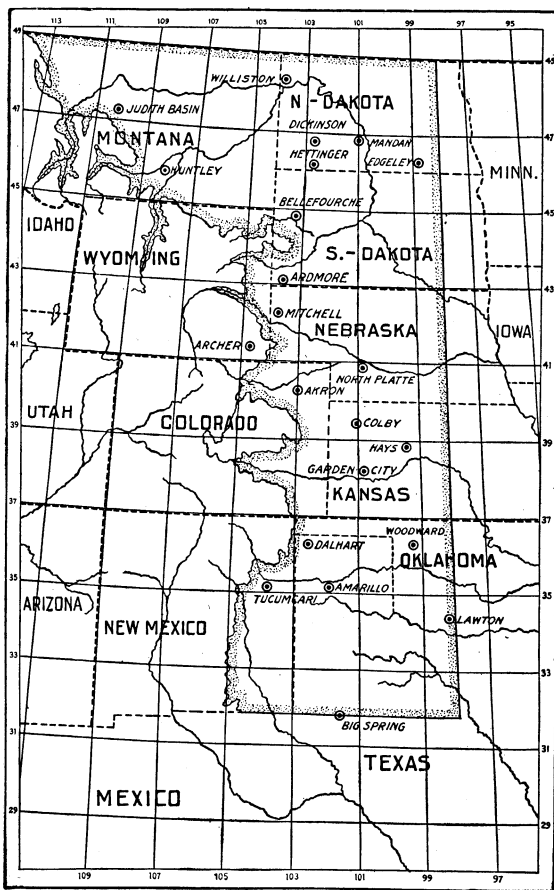 113 111 109 107 105 104 103 102 101 99 97 95
49 49
WILLISTON
N-DAKOTA
JUDITH BASIN
DICKINSON
47 47
MONTANA
MANDAN
HETTINGER
EDGELEY
HUNTLEY
MINN.
45 45
BELLEFOURCHE
IDAHO
WYOMING
S.-DAKOTA
43 43
ARDMORE
MITCHELL
NEBRASKA
IOWA
41 41
ARCHER
NORTH PLATTE
AKRON
UTAH
COLORADO
COLBY
39 39
HAYS
GARDEN CITY
KANSAS
37 37
WOODWARD
DALHART
OKLAHOMA
35 35
ARIZONA
TUCUMCARI
AMARILLO
NEW MEXICO
LAWTON
33 33
31 31
BIG SPRING
TEXAS
MEXICO
29 29
109 107 105 103 101 99 97